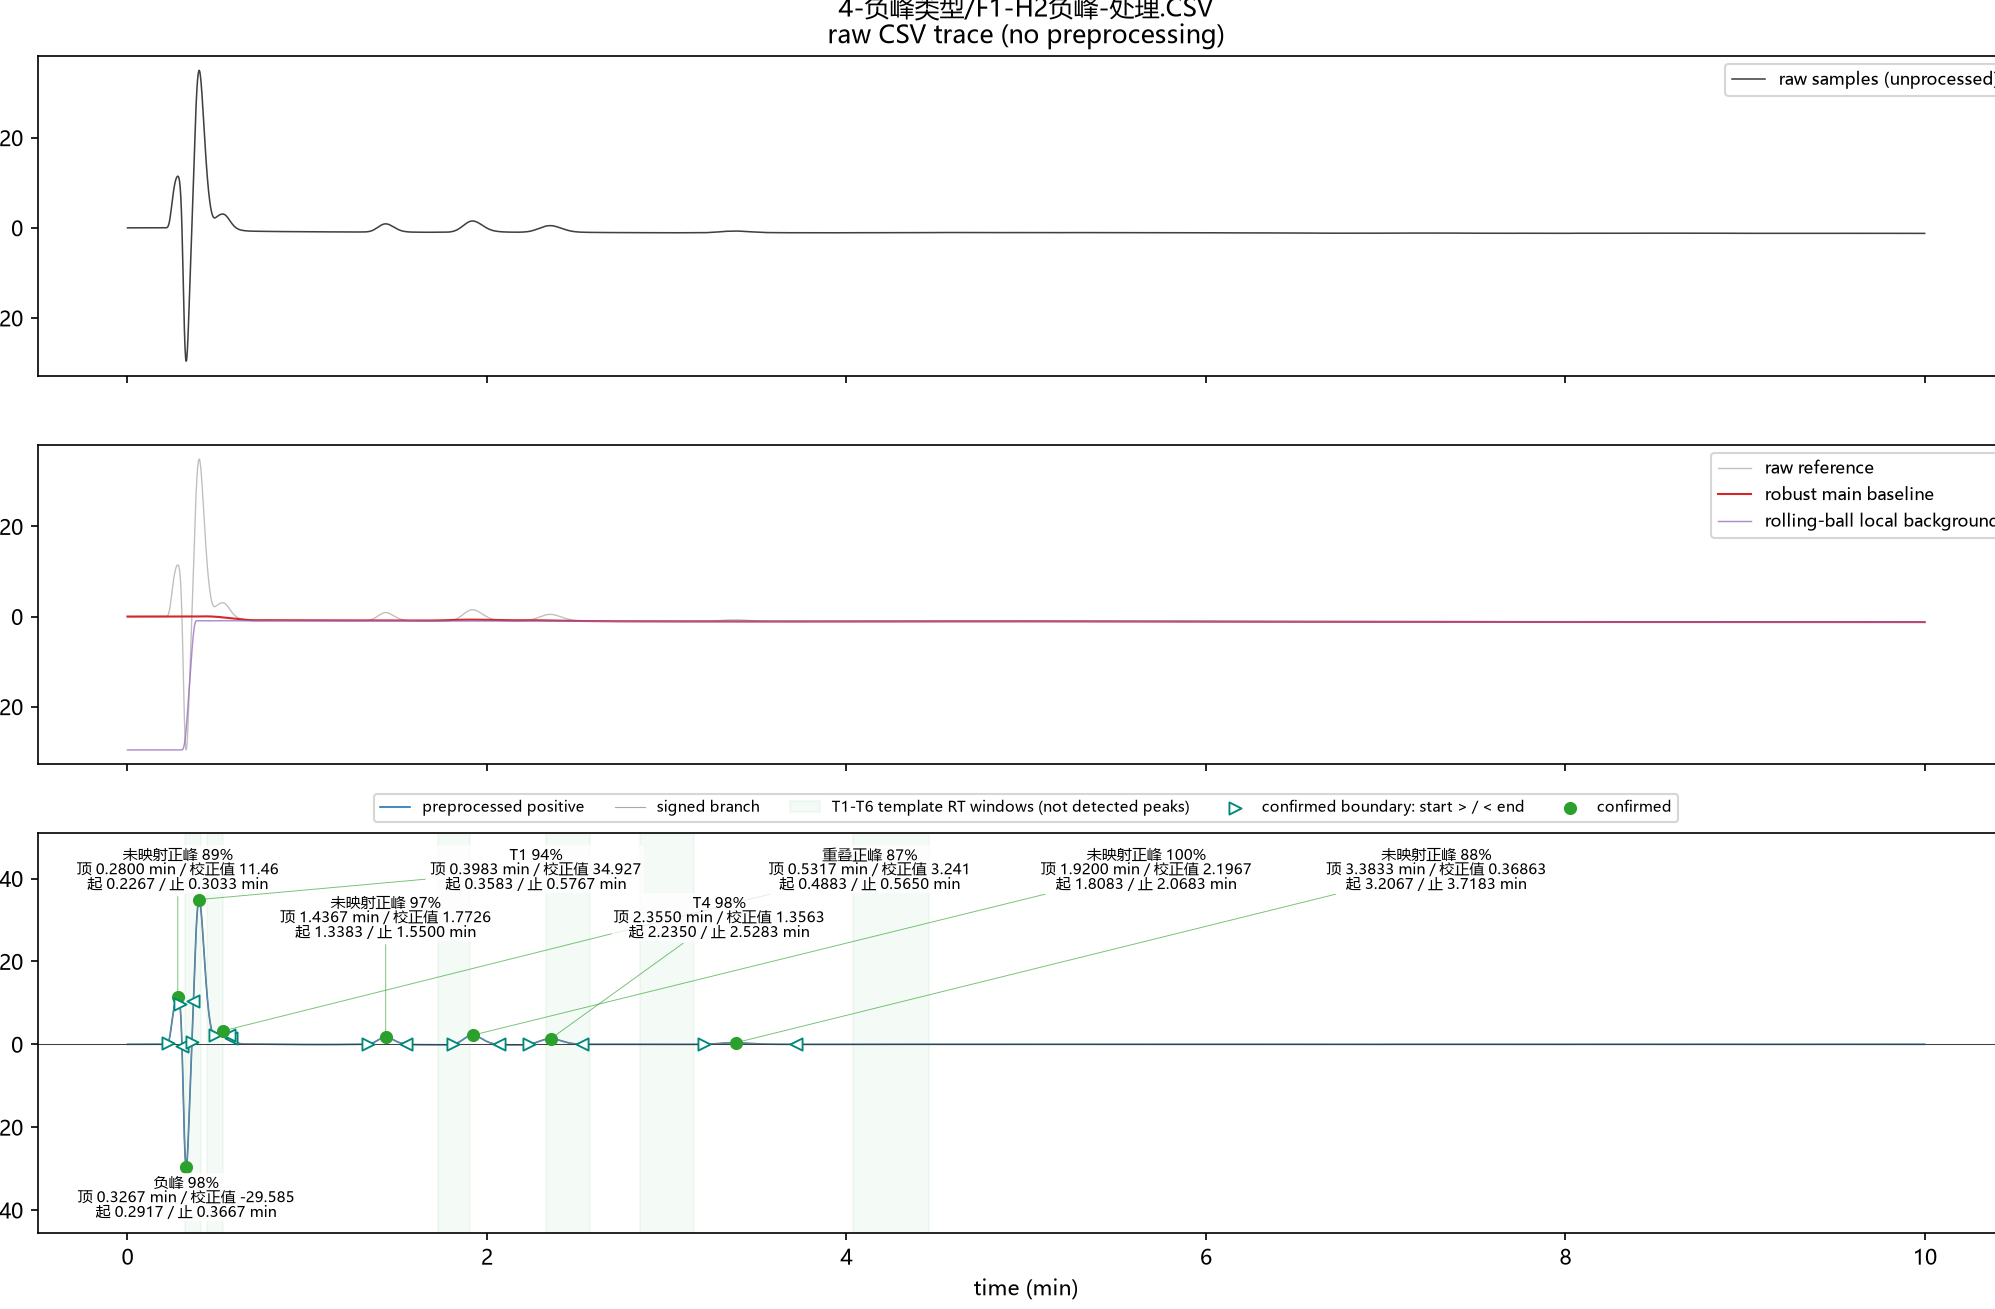 4-负峰类型/F1-H2负峰-处理.CSV
raw CSV trace (no preprocessing)
raw samples (unprocessed)
20
0
20
raw reference
robust main baseline
rolling-ball local background
20
0
20
preprocessed positive
signed branch
T1-T6 template RT windows (not detected peaks)
confirmed boundary: start > / < end
confirmed
未映射正峰 89%
顶 0.2800 min / 校正值 11.46
起 0.2267 / 止 0.3033 min
T1 94%
顶 0.3983 min / 校正值 34.927
起 0.3583 / 止 0.5767 min
重叠正峰 87%
顶 0.5317 min / 校正值 3.241
起 0.4883 / 止 0.5650 min
未映射正峰 100%
顶 1.9200 min / 校正值 2.1967
起 1.8083 / 止 2.0683 min
未映射正峰 88%
顶 3.3833 min / 校正值 0.36863
起 3.2067 / 止 3.7183 min
未映射正峰 97%
顶 1.4367 min / 校正值 1.7726
起 1.3383 / 止 1.5500 min
T4 98%
顶 2.3550 min / 校正值 1.3563
起 2.2350 / 止 2.5283 min
40
20
0
20
40
负峰 98%
顶 0.3267 min / 校正值 -29.585
起 0.2917 / 止 0.3667 min
0
2
4
6
8
10
time (min)